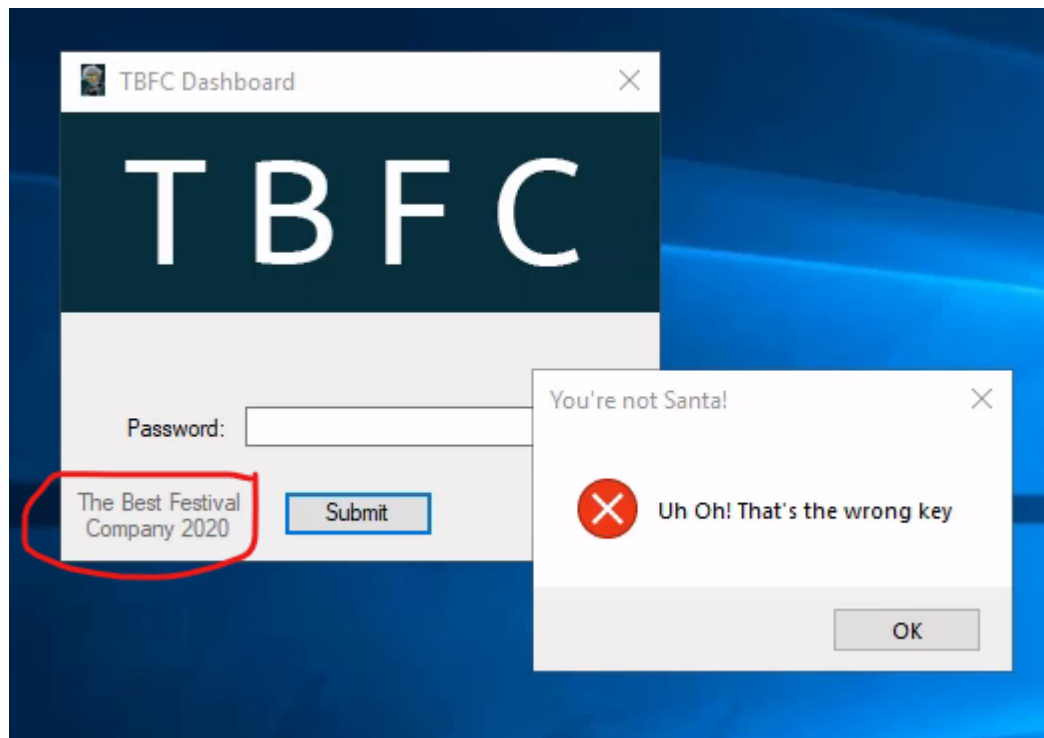 TBFC Dashboard
T B F C
You're not Santa!
Password:
Uh Oh! That's the wrong key
The Best Festival
Company 2020
Submit
OK